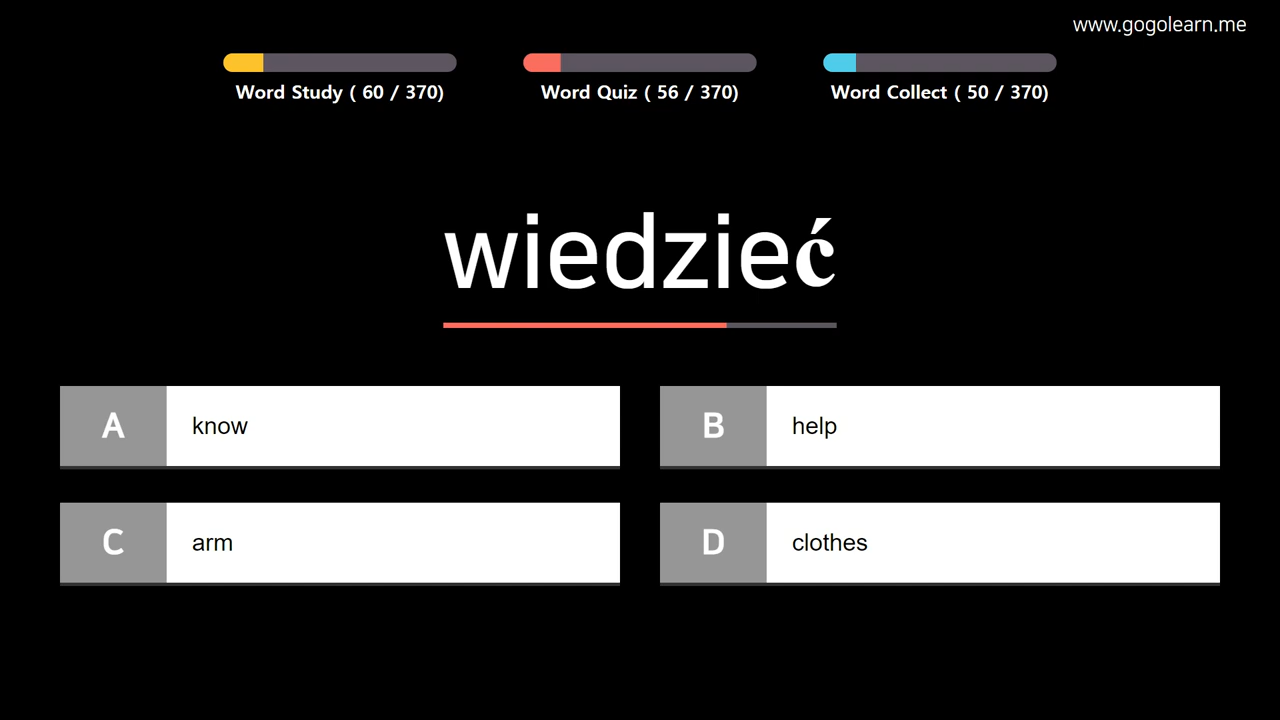 www.gogolearn.me
Word Study ( 60 / 370)
Word Quiz ( 56 / 370)
Word Collect ( 50 / 370)
wiedzieć
A know
B help
C arm
D clothes